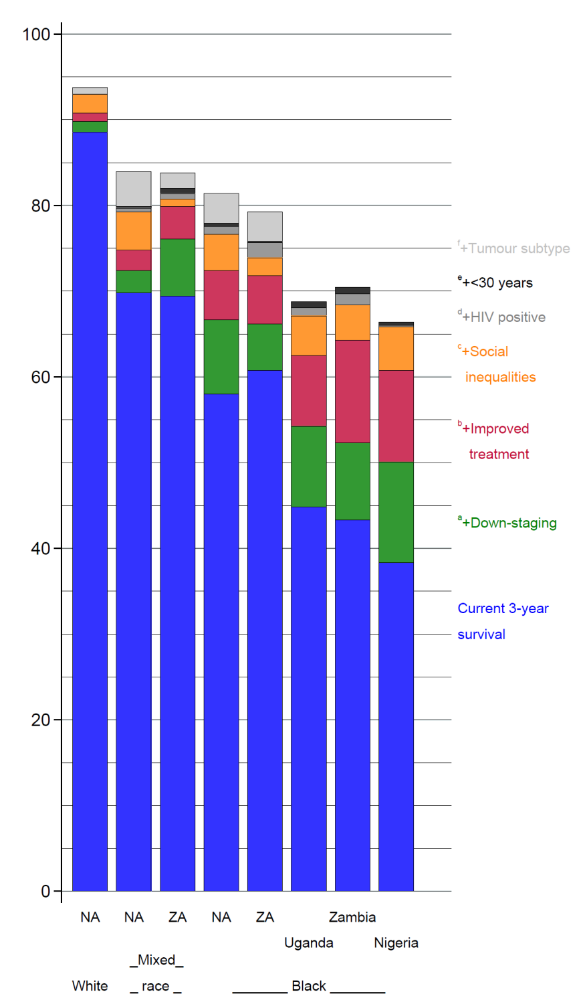 100
80
60
40
20
0
f+Tumour subtype
e+<30 years
d+HIV positive
c+Social
inequalities
b+Improved
treatment
a+Down-staging
Current 3-year
survival
NA NA ZA NA ZA Zambia
Uganda Nigeria
_Mixed_
White _ race _ _______ Black _______